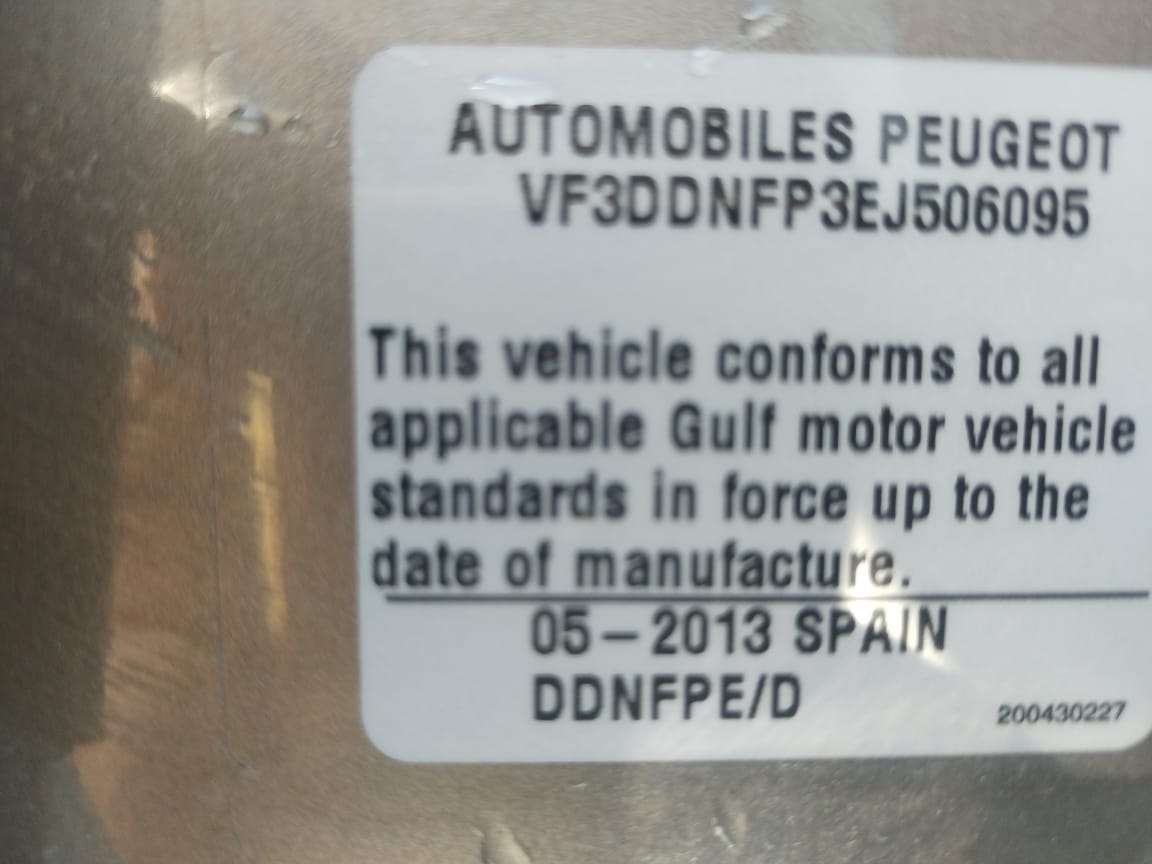 AUTOMOBILES PEUGEOT
VF3DDNFP3EJ506095
This vehicle conforms to all
applicable Gulf motor vehicle
standards in force up to the
date of manufacture.
05-2013 SPAIN
DDNFPE/D
200430227